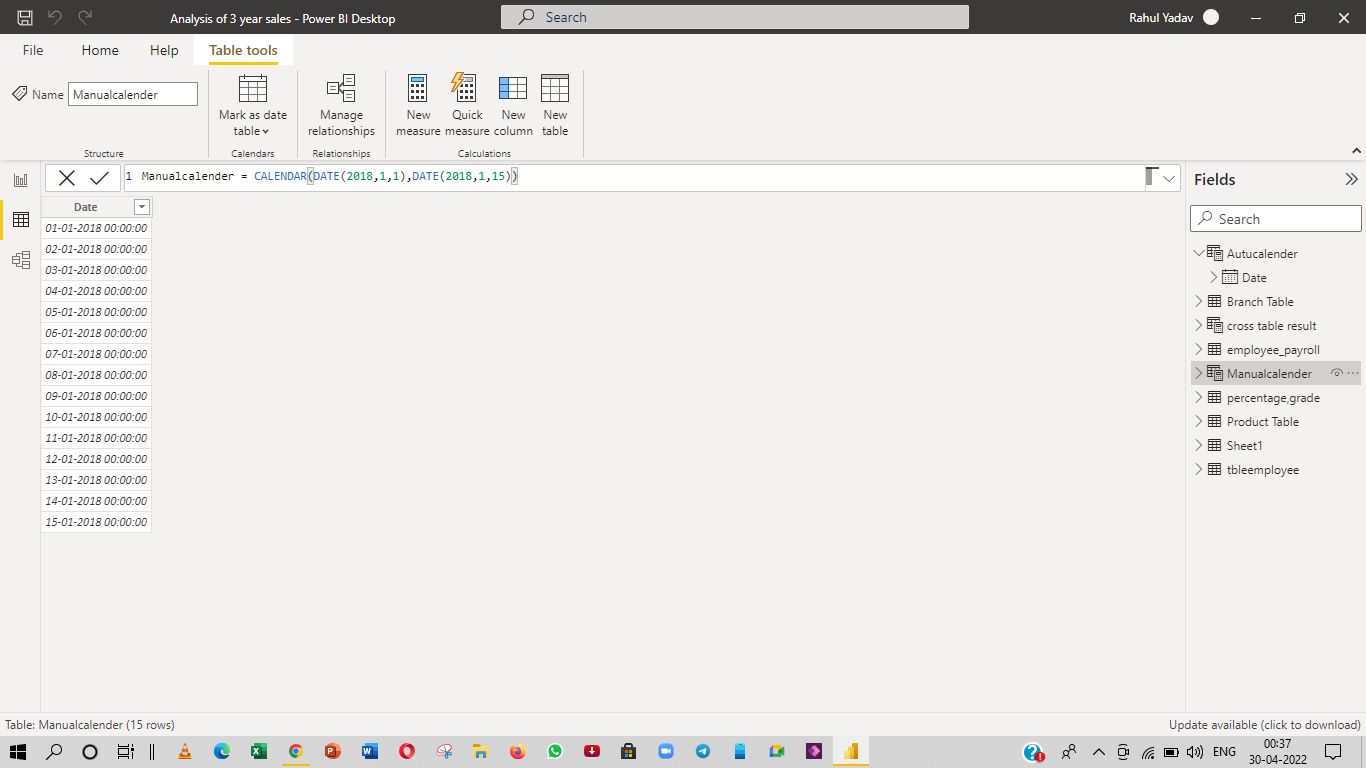 Analysis of 3 year sales - Power BI Desktop
Search
Rahul Yadav
File Home Help Table tools
Name Manualcalender
Mark as date table
Manage relationships
New measure
Quick measure
New column
New table
Structure
Calendars
Relationships
Calculations
1 Manualcalender = CALENDAR(DATE(2018,1,1),DATE(2018,1,15))
Date
01-01-2018 00:00:00
02-01-2018 00:00:00
03-01-2018 00:00:00
04-01-2018 00:00:00
05-01-2018 00:00:00
06-01-2018 00:00:00
07-01-2018 00:00:00
08-01-2018 00:00:00
09-01-2018 00:00:00
10-01-2018 00:00:00
11-01-2018 00:00:00
12-01-2018 00:00:00
13-01-2018 00:00:00
14-01-2018 00:00:00
15-01-2018 00:00:00
Fields
Search
Autucalender
Date
Branch Table
cross table result
employee_payroll
Manualcalender
percentage,grade
Product Table
Sheet1
tbleemployee
Table: Manualcalender (15 rows)
Update available (click to download)
ENG
00:37
30-04-2022